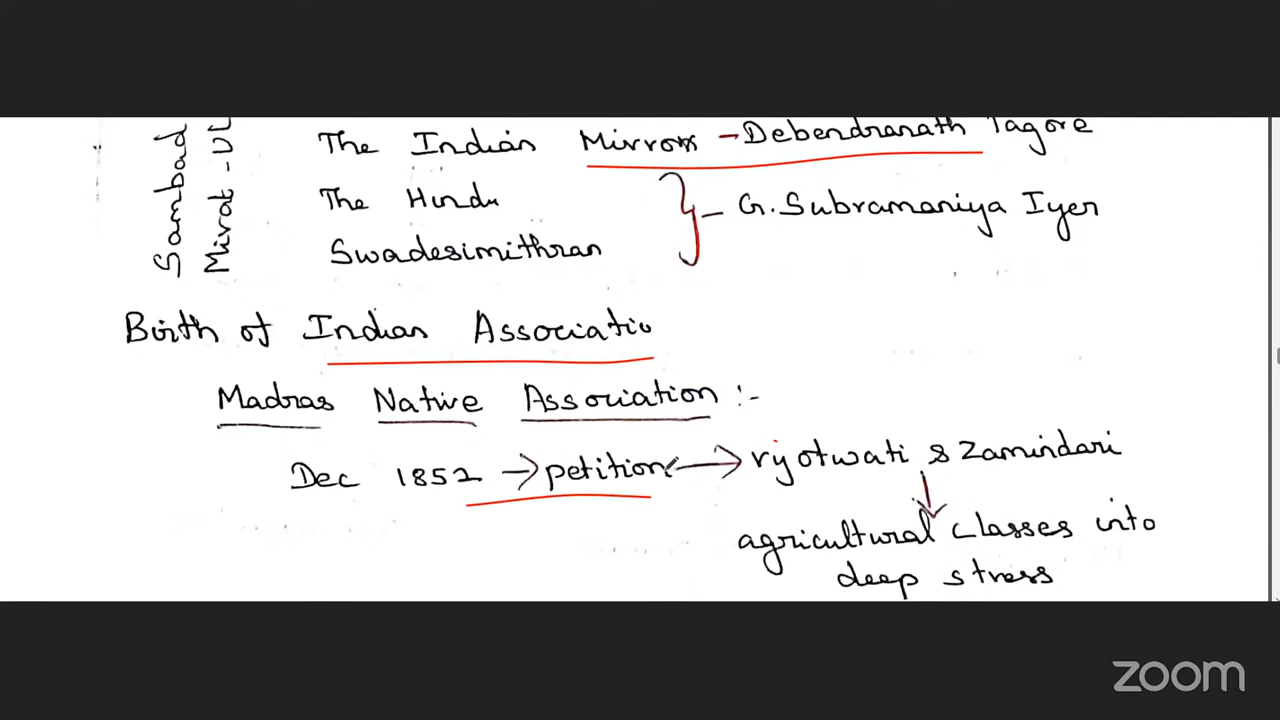 Sambad
Mirat - Ul
The Indian Mirror - Debendranath Tagore
The Hindu
Swadesimithran
- G. Subramaniya Iyer
Birth of Indian Associatio
Madras Native Association :-
Dec 1852 → petition → ryotwati & Zamindari
agricultural classes into
deep stress
zoom